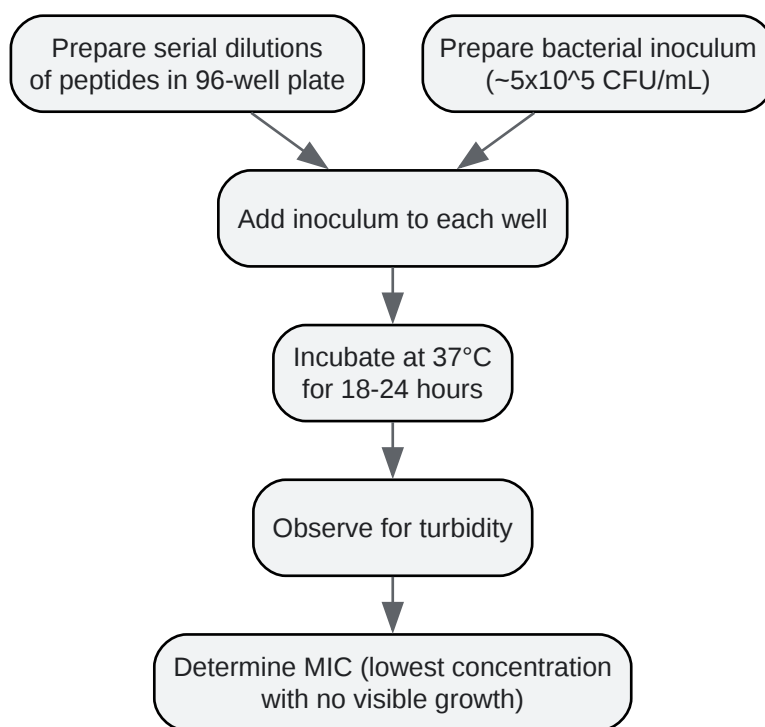 Prepare serial dilutions
of peptides in 96-well plate
Prepare bacterial inoculum
(~5x10^5 CFU/mL)
Add inoculum to each well
Incubate at 37°C
for 18-24 hours
Observe for turbidity
Determine MIC (lowest concentration
with no visible growth)